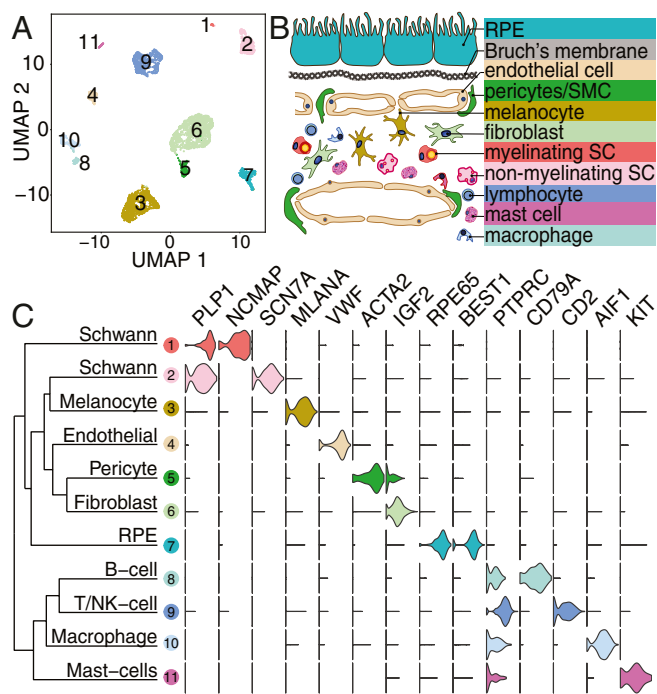 A
UMAP 2
10
0
−10
1
2
11
9
4
6
10
8
5
7
3
−10
0
10
UMAP 1
B
RPE
Bruch's membrane
endothelial cell
pericytes/SMC
melanocyte
fibroblast
myelinating SC
non-myelinating SC
lymphocyte
mast cell
macrophage
C
PLP1 NCMAP SCN7A MLANA VWF ACTA2 IGF2 RPE65 BEST1 PTPRC CD79A CD2 AIF1 KIT
Schwann 1
Schwann 2
Melanocyte 3
Endothelial 4
Pericyte 5
Fibroblast 6
RPE 7
B−cell 8
T/NK−cell 9
Macrophage 10
Mast−cells 11